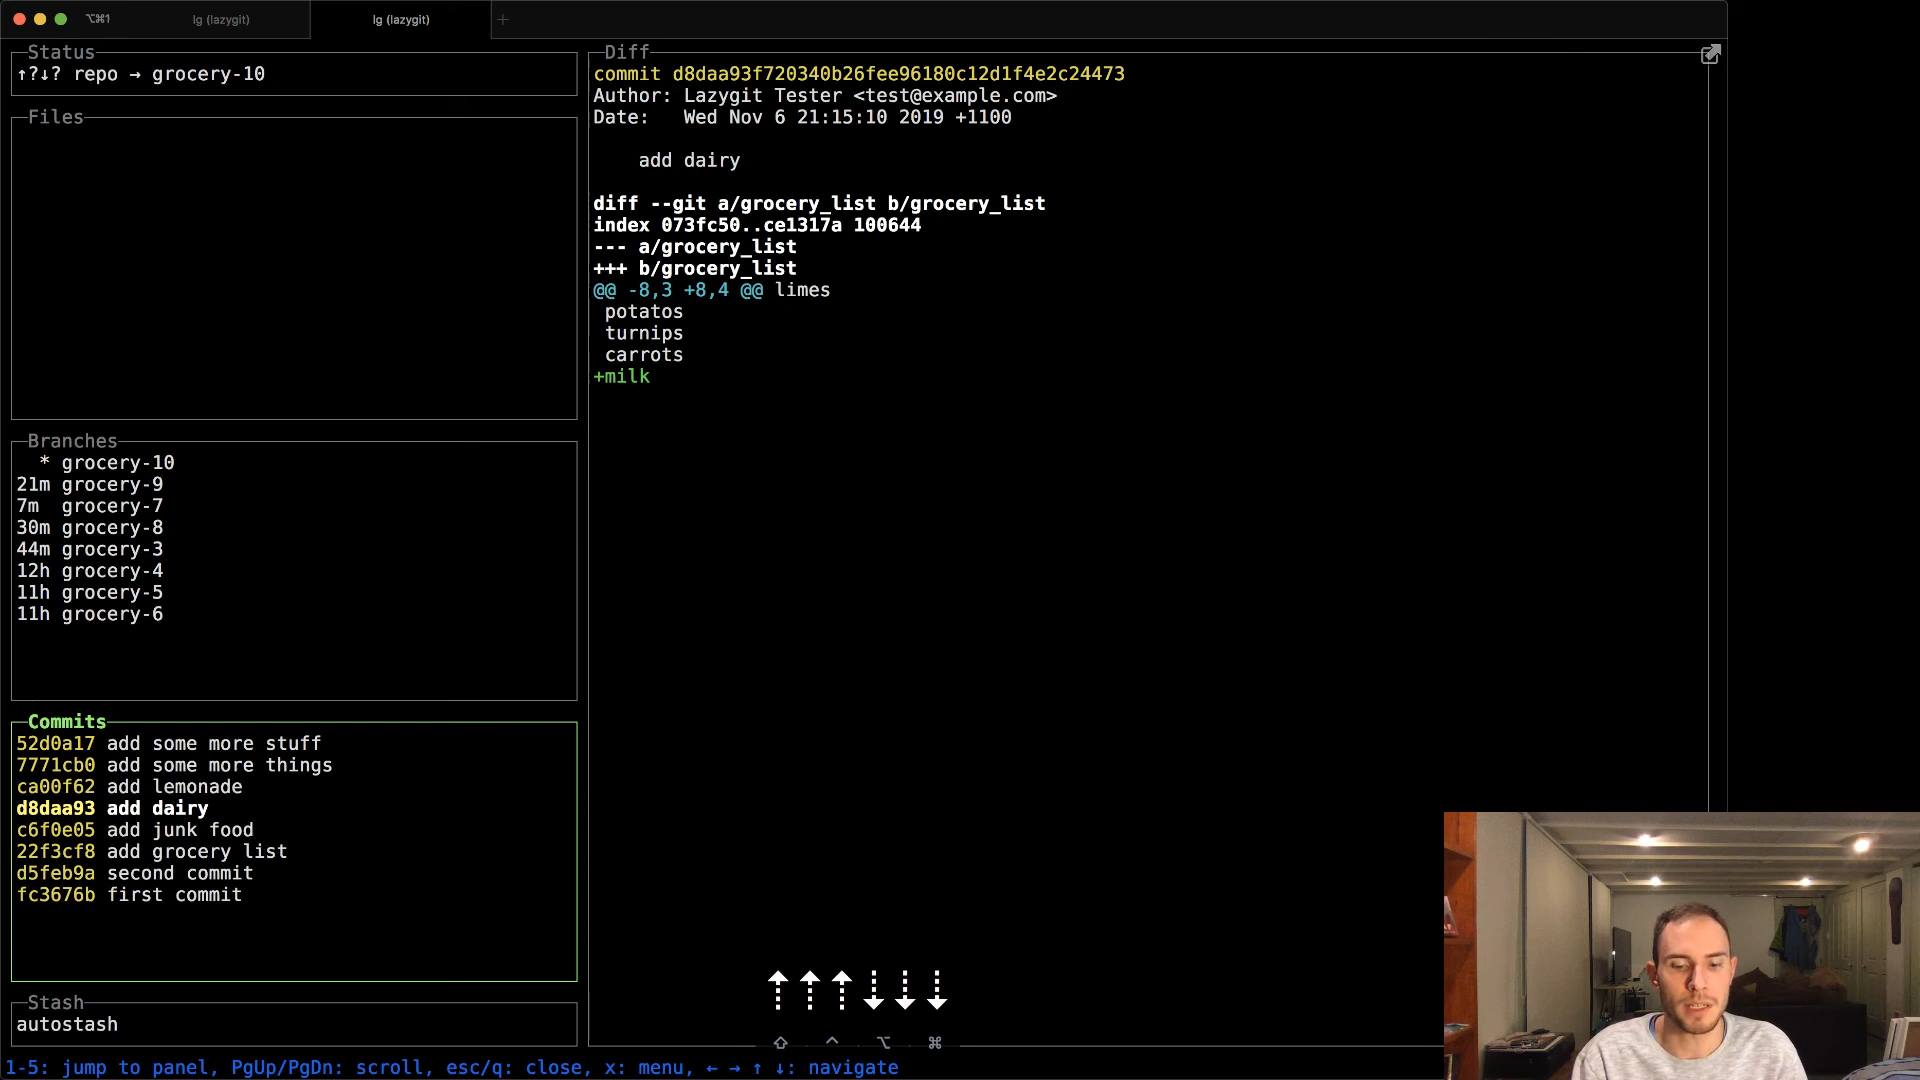 ⌥⌘1
lg (lazygit)
lg (lazygit)
+
Status
↑?↓? repo → grocery-10
Files
Branches
* grocery-10
21m grocery-9
7m grocery-7
30m grocery-8
44m grocery-3
12h grocery-4
11h grocery-5
11h grocery-6
Commits
52d0a17 add some more stuff
7771cb0 add some more things
ca00f62 add lemonade
d8daa93 add dairy
c6f0e05 add junk food
22f3cf8 add grocery list
d5feb9a second commit
fc3676b first commit
Stash
autostash
Diff
commit d8daa93f720340b26fee96180c12d1f4e2c24473
Author: Lazygit Tester <test@example.com>
Date:   Wed Nov 6 21:15:10 2019 +1100
add dairy
diff --git a/grocery_list b/grocery_list
index 073fc50..ce1317a 100644
--- a/grocery_list
+++ b/grocery_list
@@ -8,3 +8,4 @@ limes
potatos
turnips
carrots
+milk
⇧ ^ ⌥ ⌘
1-5: jump to panel, PgUp/PgDn: scroll, esc/q: close, x: menu, ← → ↑ ↓: navigate